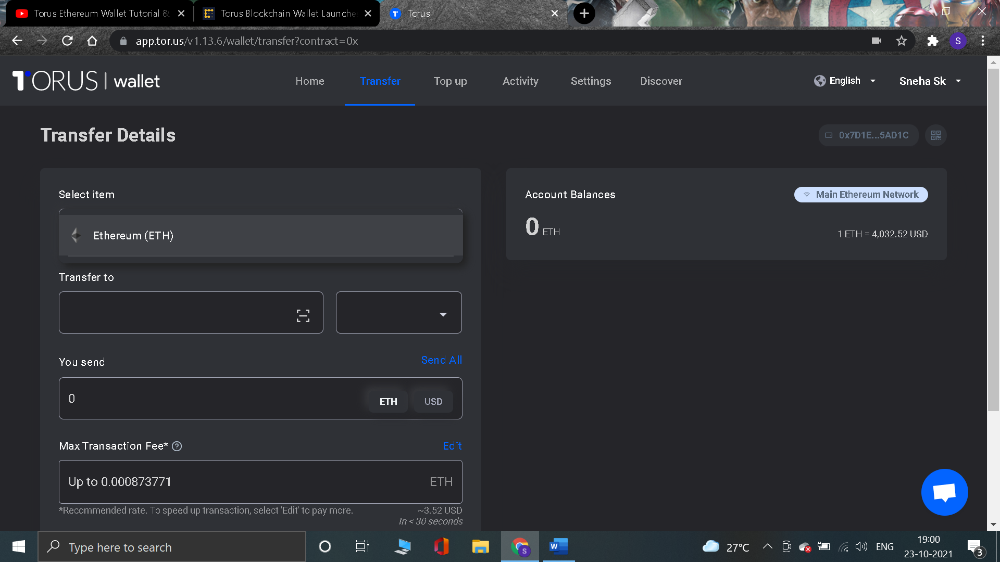 Torus Ethereum Wallet Tutorial &
Torus Blockchain Wallet Launche
Torus
app.tor.us/v1.13.6/wallet/transfer?contract=0x
S
TORUS | wallet
Home
Transfer
Top up
Activity
Settings
Discover
English
Sneha Sk
Transfer Details
0x7D1E...5AD1C
Select item
Ethereum (ETH)
Account Balances
Main Ethereum Network
0 ETH
1 ETH = 4,032.52 USD
Transfer to
You send
Send All
0
ETH
USD
Max Transaction Fee* ?
Edit
Up to 0.000873771
ETH
*Recommended rate. To speed up transaction, select 'Edit' to pay more.
~3.52 USD
In < 30 seconds
Type here to search
S
W
27°C
ENG
19:00
23-10-2021
3